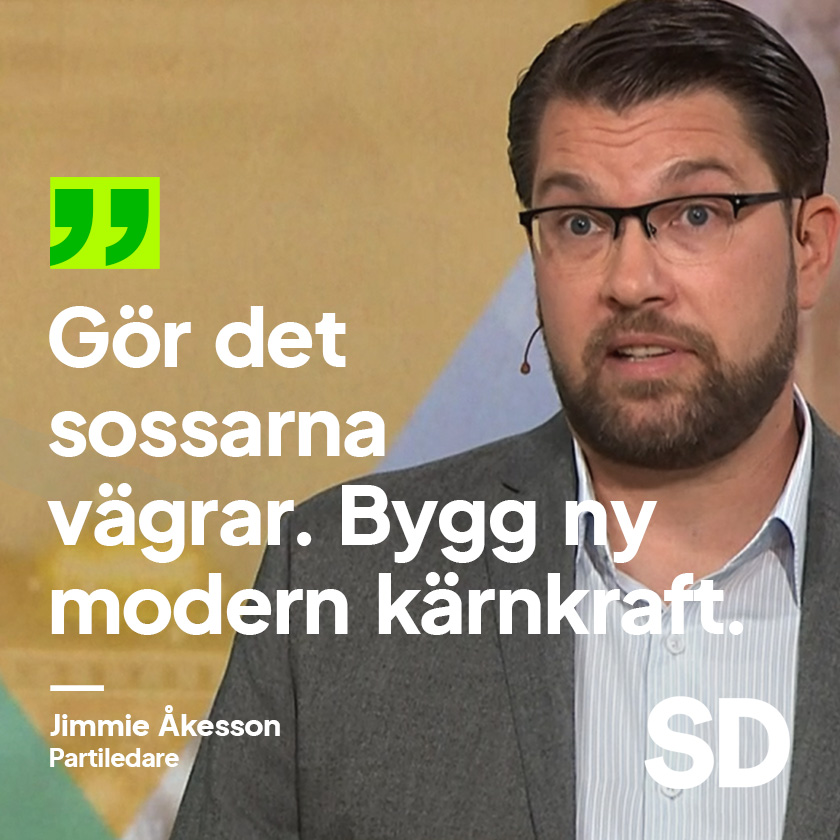 Gör det
sossarna
vägrar. Bygg ny
modern kärnkraft.
Jimmie Åkesson
Partiledare
SD